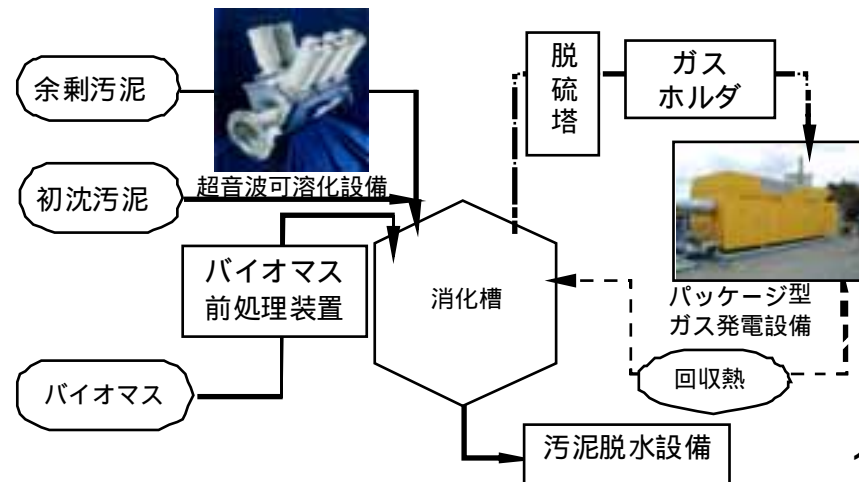 余剰汚泥
超音波可溶化設備
初沈汚泥
バイオマス
前処理装置
バイオマス
消化槽
脱
硫
塔
ガス
ホルダ
パッケージ型
ガス発電設備
回収熱
汚泥脱水設備